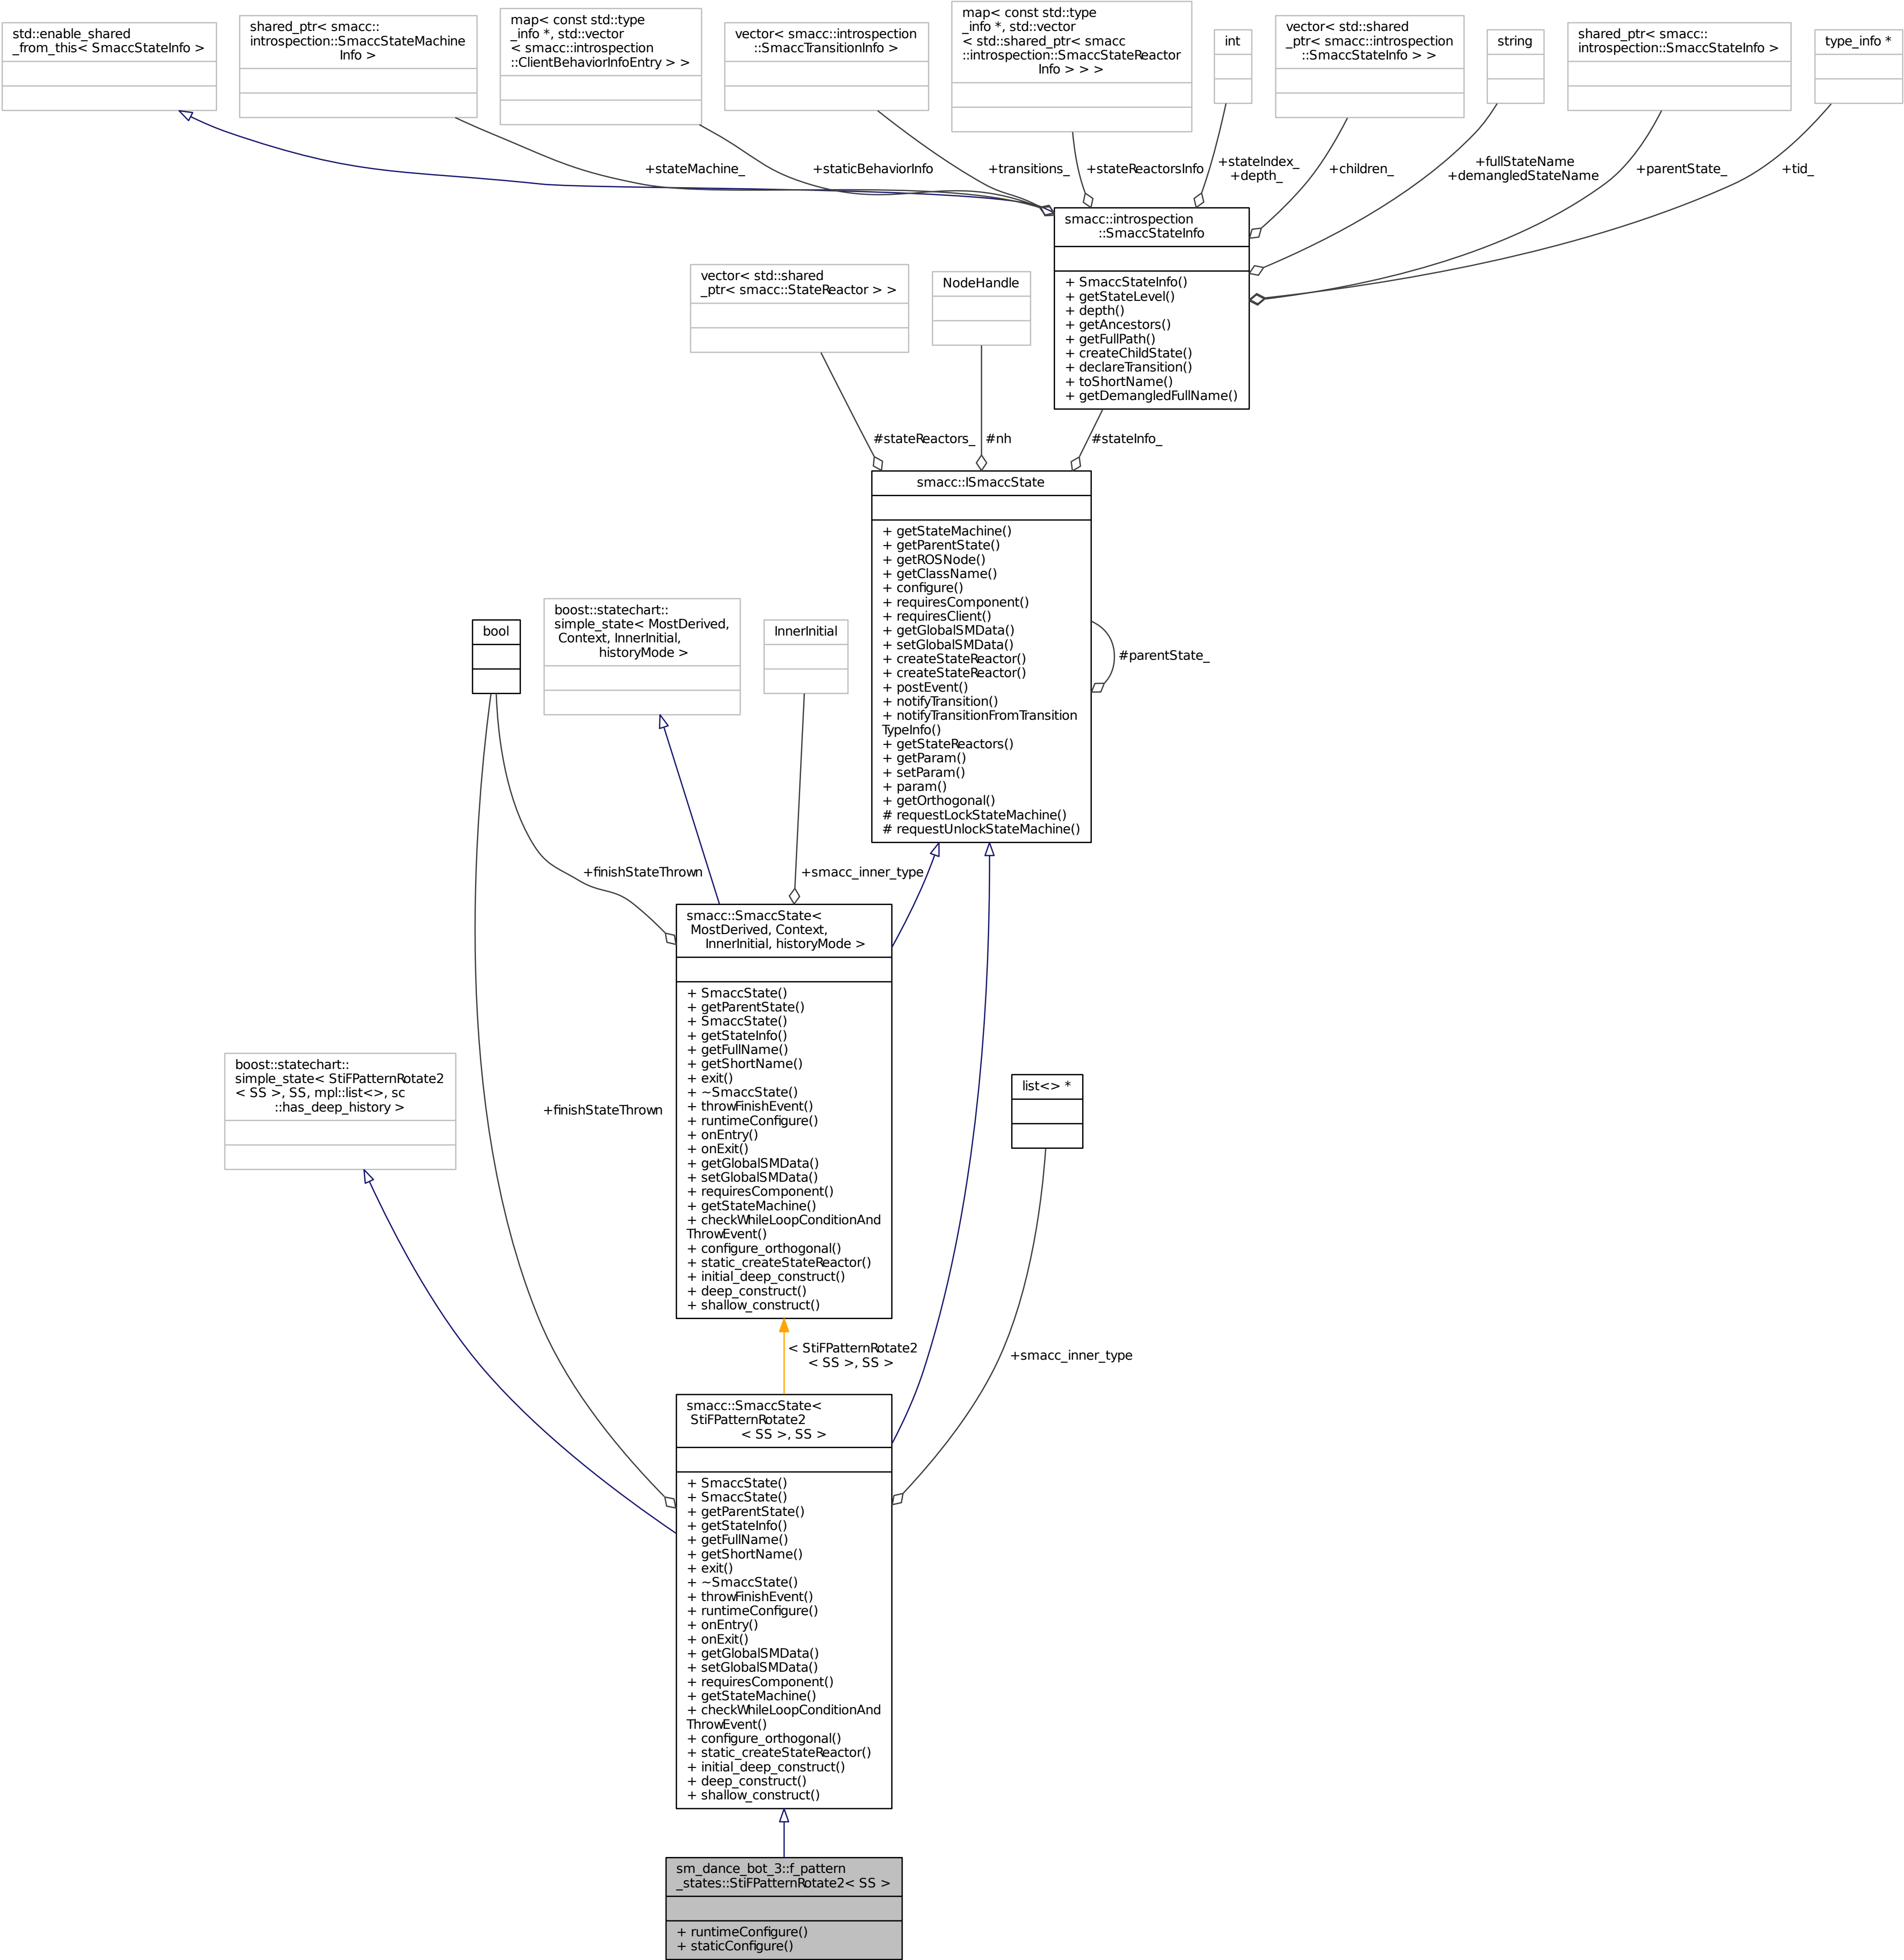 std::enable_shared
_from_this< SmaccStateInfo >
shared_ptr< smacc::
introspection::SmaccStateMachine
Info >
map< const std::type
_info *, std::vector
< smacc::introspection
::ClientBehaviorInfoEntry > >
vector< smacc::introspection
::SmaccTransitionInfo >
map< const std::type
_info *, std::vector
< std::shared_ptr< smacc
::introspection::SmaccStateReactor
Info > > >
int
vector< std::shared
_ptr< smacc::introspection
::SmaccStateInfo > >
string
shared_ptr< smacc::
introspection::SmaccStateInfo >
type_info *
+stateMachine_
+staticBehaviorInfo
+transitions_
+stateReactorsInfo
+stateIndex_
+depth_
+children_
+fullStateName
+demangledStateName
+parentState_
+tid_
smacc::introspection
::SmaccStateInfo
+ SmaccStateInfo()
+ getStateLevel()
+ depth()
+ getAncestors()
+ getFullPath()
+ createChildState()
+ declareTransition()
+ toShortName()
+ getDemangledFullName()
vector< std::shared
_ptr< smacc::StateReactor > >
NodeHandle
#stateReactors_
#nh
#stateInfo_
smacc::ISmaccState
+ getStateMachine()
+ getParentState()
+ getROSNode()
+ getClassName()
+ configure()
+ requiresComponent()
+ requiresClient()
+ getGlobalSMData()
+ setGlobalSMData()
+ createStateReactor()
+ createStateReactor()
+ postEvent()
+ notifyTransition()
+ notifyTransitionFromTransition
TypeInfo()
+ getStateReactors()
+ getParam()
+ setParam()
+ param()
+ getOrthogonal()
# requestLockStateMachine()
# requestUnlockStateMachine()
#parentState_
bool
boost::statechart::
simple_state< MostDerived,
Context, InnerInitial,
historyMode >
InnerInitial
+finishStateThrown
+smacc_inner_type
smacc::SmaccState<
MostDerived, Context,
InnerInitial, historyMode >
+ SmaccState()
+ getParentState()
+ SmaccState()
+ getStateInfo()
+ getFullName()
+ getShortName()
+ exit()
+ ~SmaccState()
+ throwFinishEvent()
+ runtimeConfigure()
+ onEntry()
+ onExit()
+ getGlobalSMData()
+ setGlobalSMData()
+ requiresComponent()
+ getStateMachine()
+ checkWhileLoopConditionAnd
ThrowEvent()
+ configure_orthogonal()
+ static_createStateReactor()
+ initial_deep_construct()
+ deep_construct()
+ shallow_construct()
boost::statechart::
simple_state< StiFPatternRotate2
< SS >, SS, mpl::list<>, sc
::has_deep_history >
+finishStateThrown
list<> *
< StiFPatternRotate2
< SS >, SS >
+smacc_inner_type
smacc::SmaccState<
StiFPatternRotate2
< SS >, SS >
+ SmaccState()
+ SmaccState()
+ getParentState()
+ getStateInfo()
+ getFullName()
+ getShortName()
+ exit()
+ ~SmaccState()
+ throwFinishEvent()
+ runtimeConfigure()
+ onEntry()
+ onExit()
+ getGlobalSMData()
+ setGlobalSMData()
+ requiresComponent()
+ getStateMachine()
+ checkWhileLoopConditionAnd
ThrowEvent()
+ configure_orthogonal()
+ static_createStateReactor()
+ initial_deep_construct()
+ deep_construct()
+ shallow_construct()
sm_dance_bot_3::f_pattern
_states::StiFPatternRotate2< SS >
+ runtimeConfigure()
+ staticConfigure()